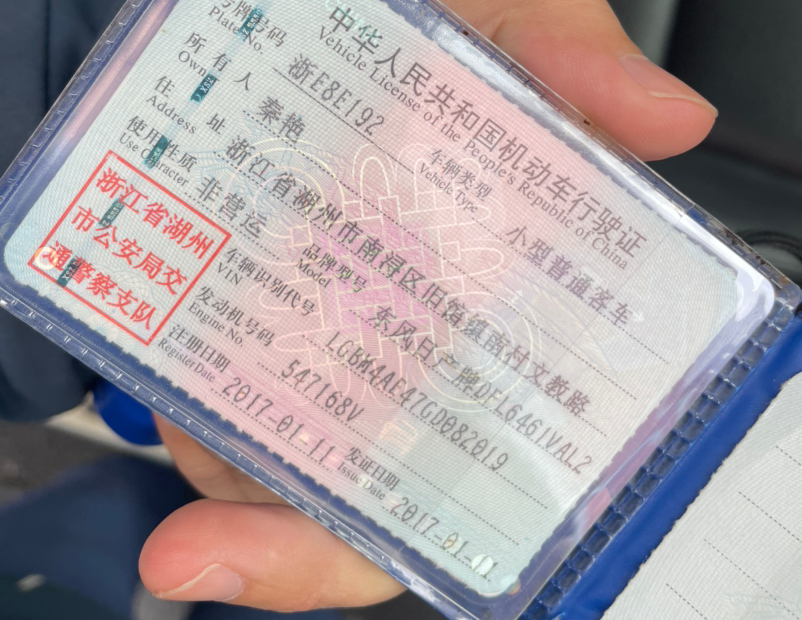 中华人民共和国机动车行驶证
Vehicle License of the People's Republic of China
号牌号码 浙E8E192 车辆类型 小型普通客车
Plate No. Vehicle Type
所有人 秦艳
Owner
住址 浙江省湖州市南浔区旧馆镇南村文教路
Address
使用性质 非营运 品牌型号 东风日产牌DFL6461VAL2
Use Character Model
浙江省湖州
市公安局交
通警察支队
车辆识别代号 LGBM4AE47GD082019
VIN
发动机号码 547168V
Engine No.
注册日期 2017-01-11 发证日期 2017-01-11
Register Date Issue Date